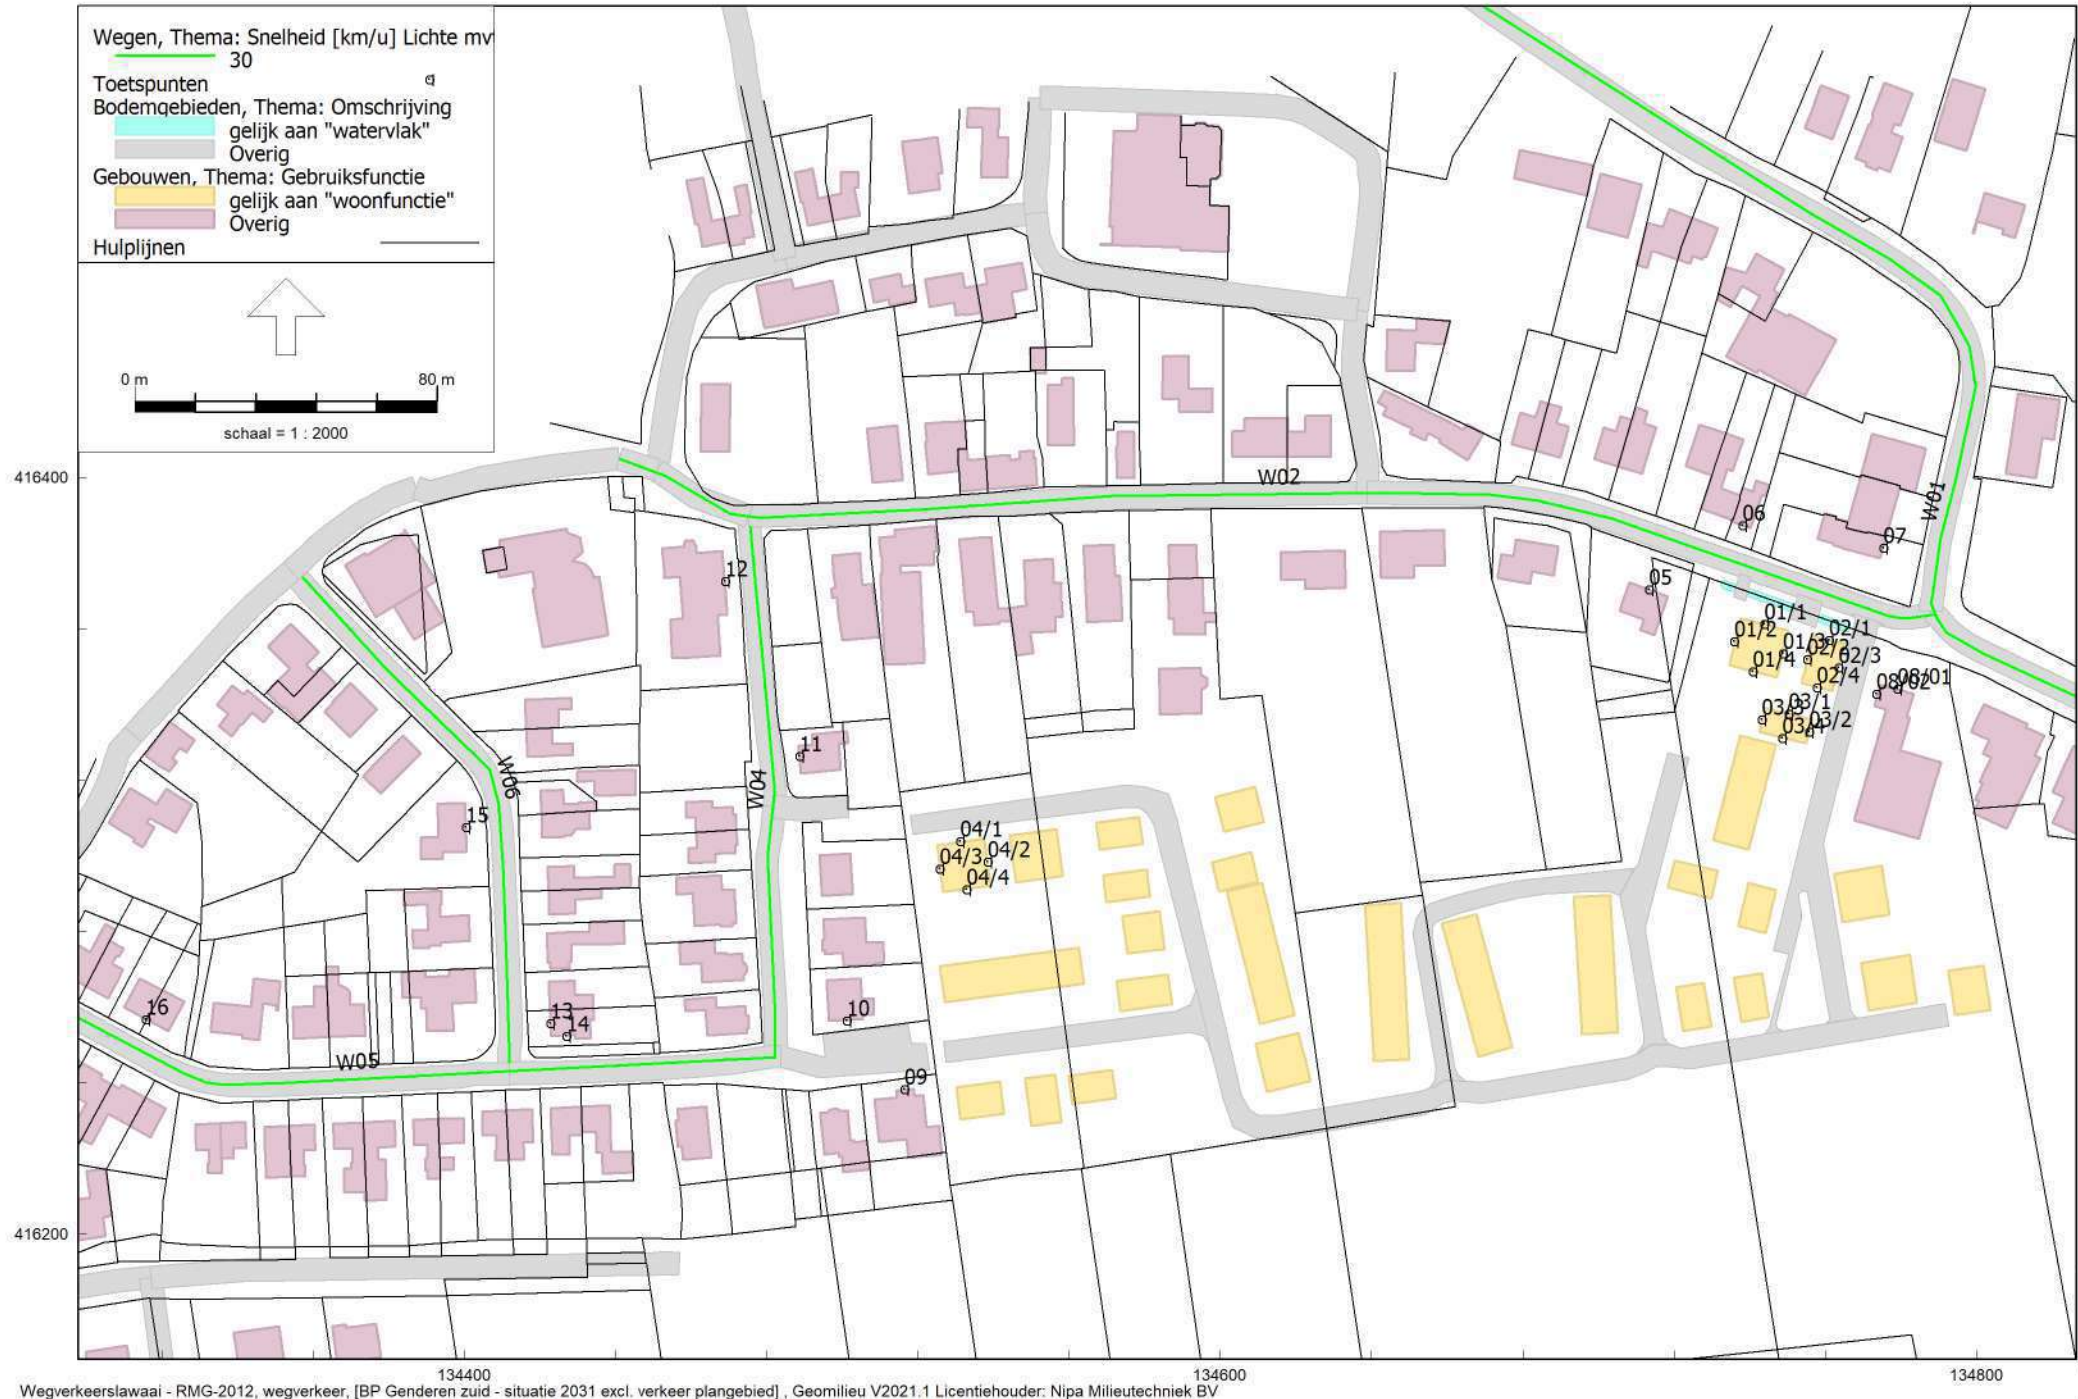 Wegen, Thema: Snelheid [km/u] Lichte mv
30
Toetspunten
Bodemgebieden, Thema: Omschrijving
gelijk aan "watervlak"
Overig
Gebouwen, Thema: Gebruiksfunctie
gelijk aan "woonfunctie"
Overig
Hulplijnen
0 m 80 m
schaal = 1 : 2000
416400
W02
W01
06
07
12
05
01/1
01/2
02/1
01/3
02/2
02/3
01/4
02/4
08/01
08/02
03/1
03/3
03/2
03/4
11
W06
W04
15
04/1
04/2
04/3
04/4
16
13
14
10
W05
09
416200
134400 134600 134800
Wegverkeerslawaai - RMG-2012, wegverkeer, [BP Genderen zuid - situatie 2031 excl. verkeer plangebied] , Geomilieu V2021.1 Licentiehouder: Nipa Milieutechniek BV